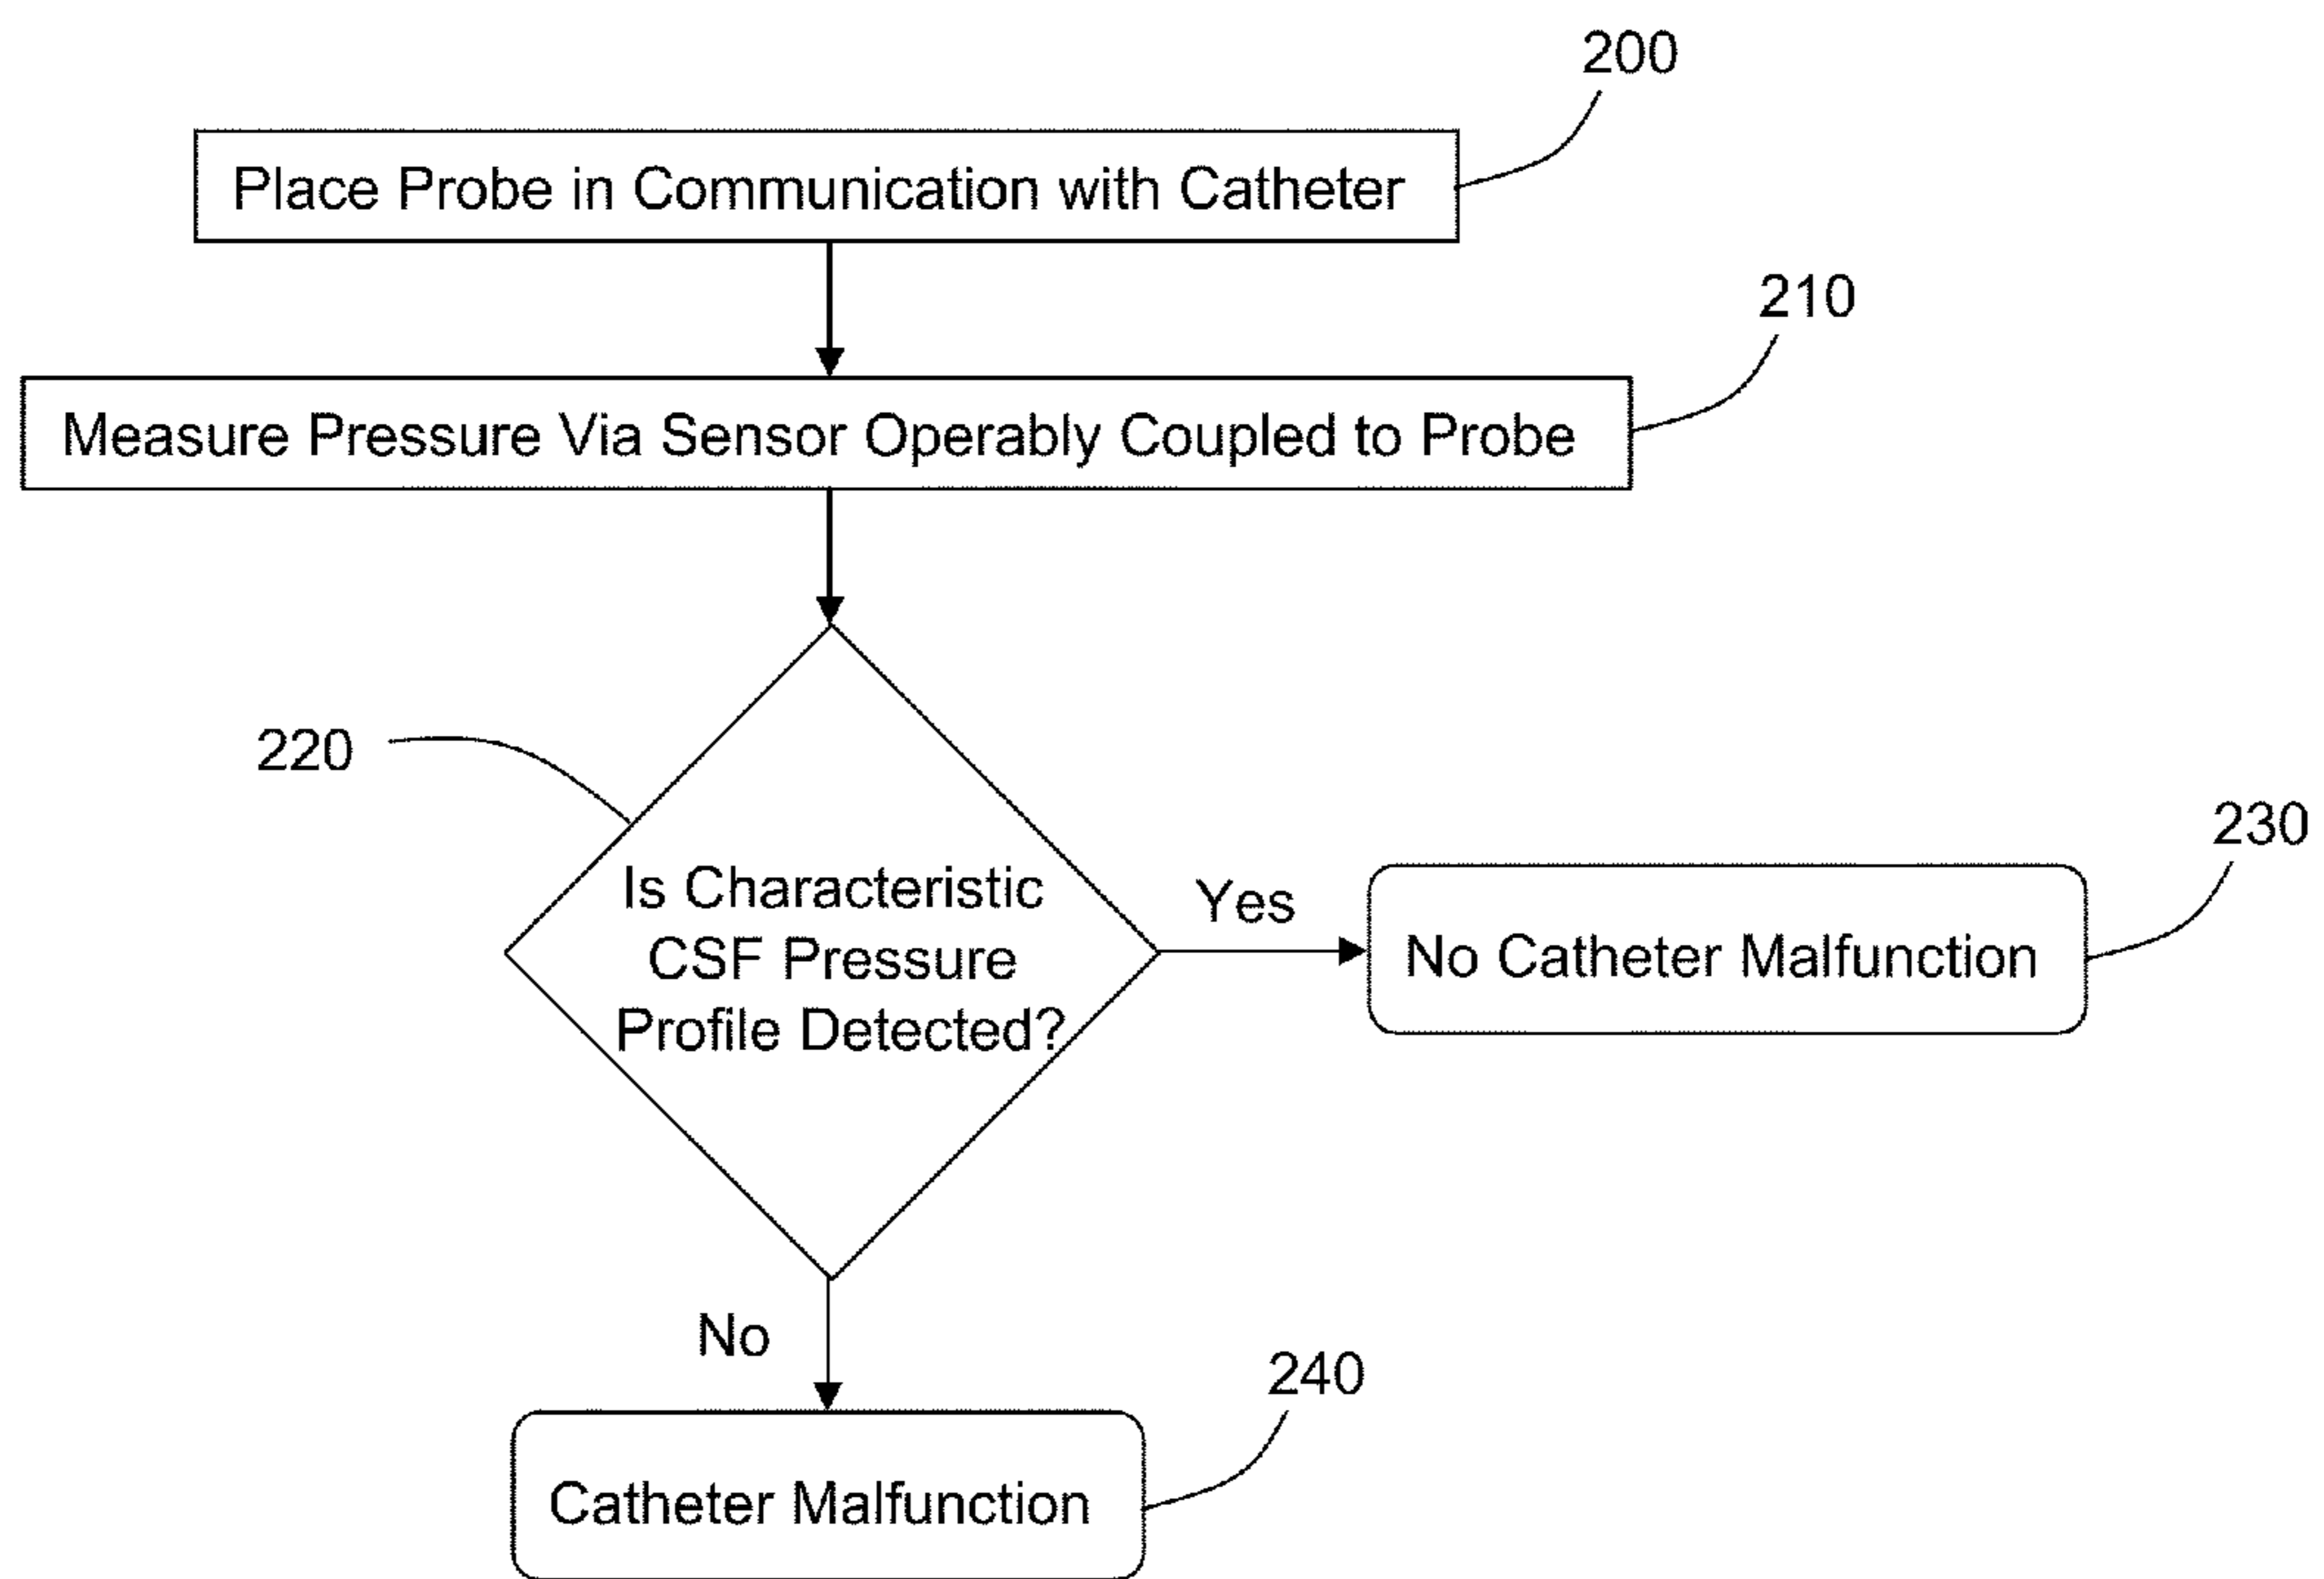 200
Place Probe in Communication with Catheter
210
Measure Pressure Via Sensor Operably Coupled to Probe
220
Is Characteristic
CSF Pressure
Profile Detected?
Yes
230
No Catheter Malfunction
No
240
Catheter Malfunction